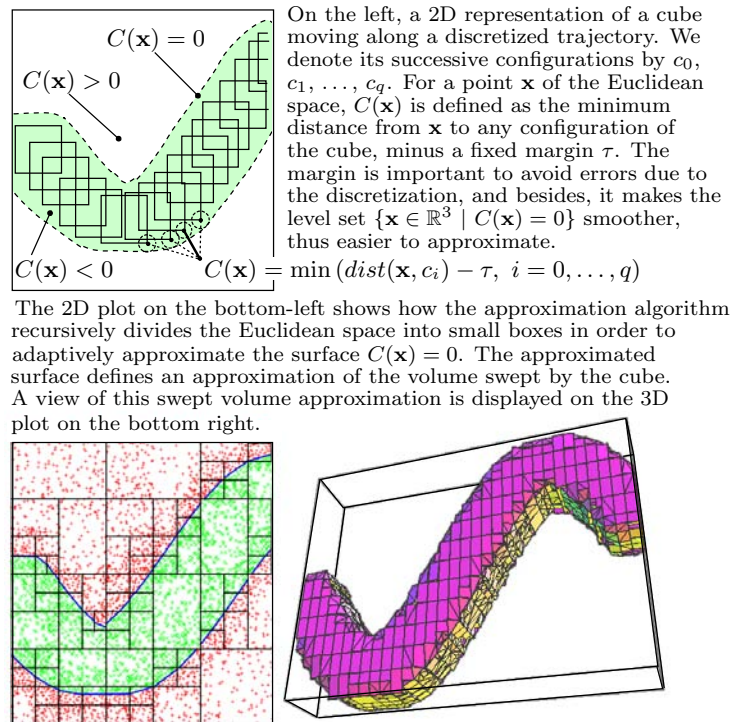 C(x) = 0
C(x) > 0
C(x) < 0
On the left, a 2D representation of a cube
moving along a discretized trajectory. We
denote its successive configurations by c₀,
c₁, . . . , c_q. For a point x of the Euclidean
space, C(x) is defined as the minimum
distance from x to any configuration of
the cube, minus a fixed margin τ. The
margin is important to avoid errors due to
the discretization, and besides, it makes the
level set {x ∈ ℝ³ | C(x) = 0} smoother,
thus easier to approximate.
C(x) = min (dist(x, c_i) − τ, i = 0, . . . , q)
The 2D plot on the bottom-left shows how the approximation algorithm
recursively divides the Euclidean space into small boxes in order to
adaptively approximate the surface C(x) = 0. The approximated
surface defines an approximation of the volume swept by the cube.
A view of this swept volume approximation is displayed on the 3D
plot on the bottom right.